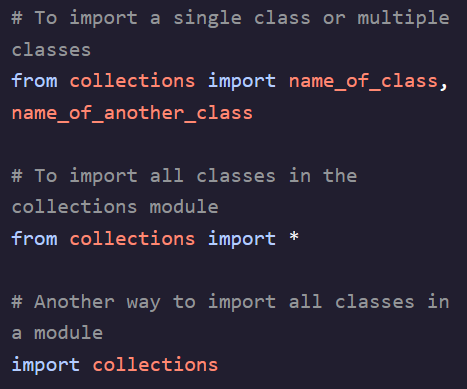 # To import a single class or multiple
classes
from collections import name_of_class,
name_of_another_class
# To import all classes in the
collections module
from collections import *
# Another way to import all classes in
a module
import collections